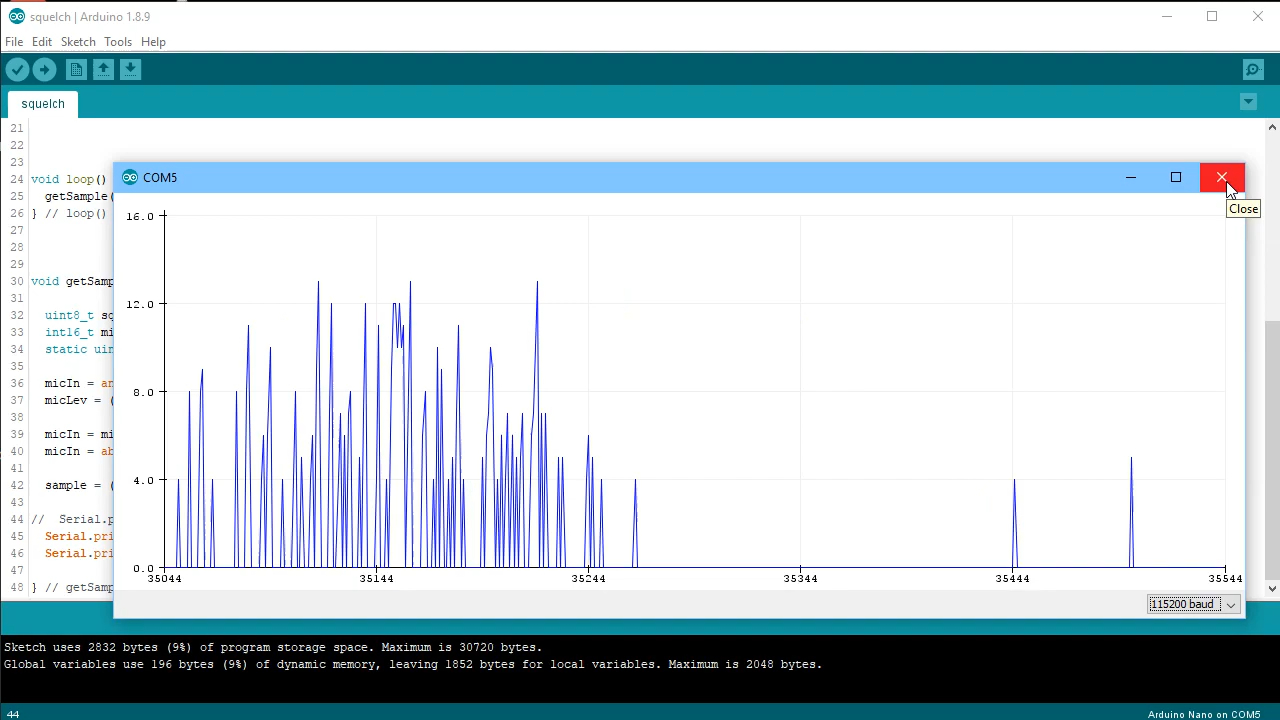 squelch | Arduino 1.8.9
File Edit Sketch Tools Help
squelch
21
22
23
24 void loop()
25 getSample(
26 } // loop()
27
28
29
30 void getSamp
31
32 uint8_t sq
33 int16_t mi
34 static uin
35
36 micIn = an
37 micLev = (
38
39 micIn = mi
40 micIn = ab
41
42 sample = (
43
44 // Serial.p
45 Serial.pri
46 Serial.pri
47
48 } // getSamp
COM5
Close
16.0
12.0
8.0
4.0
0.0
35044 35144 35244 35344 35444 35544
115200 baud
Sketch uses 2832 bytes (9%) of program storage space. Maximum is 30720 bytes.
Global variables use 196 bytes (9%) of dynamic memory, leaving 1852 bytes for local variables. Maximum is 2048 bytes.
44 Arduino Nano on COM5